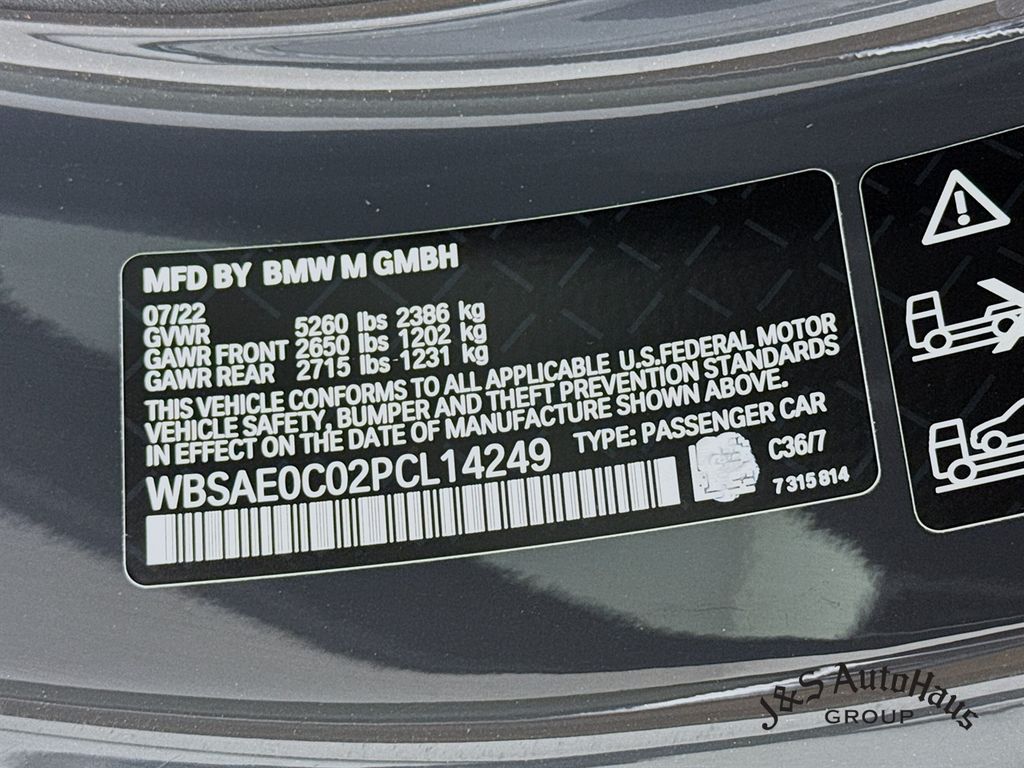 MFD BY BMW M GMBH
07/22
GVWR 5260 lbs 2386 kg
GAWR FRONT 2650 lbs 1202 kg
GAWR REAR 2715 lbs 1231 kg
THIS VEHICLE CONFORMS TO ALL APPLICABLE U.S.FEDERAL MOTOR
VEHICLE SAFETY, BUMPER AND THEFT PREVENTION STANDARDS
IN EFFECT ON THE DATE OF MANUFACTURE SHOWN ABOVE.
WBSAE0C02PCL14249 TYPE: PASSENGER CAR
C36/7
7 315 814
J&S AutoHaus
GROUP